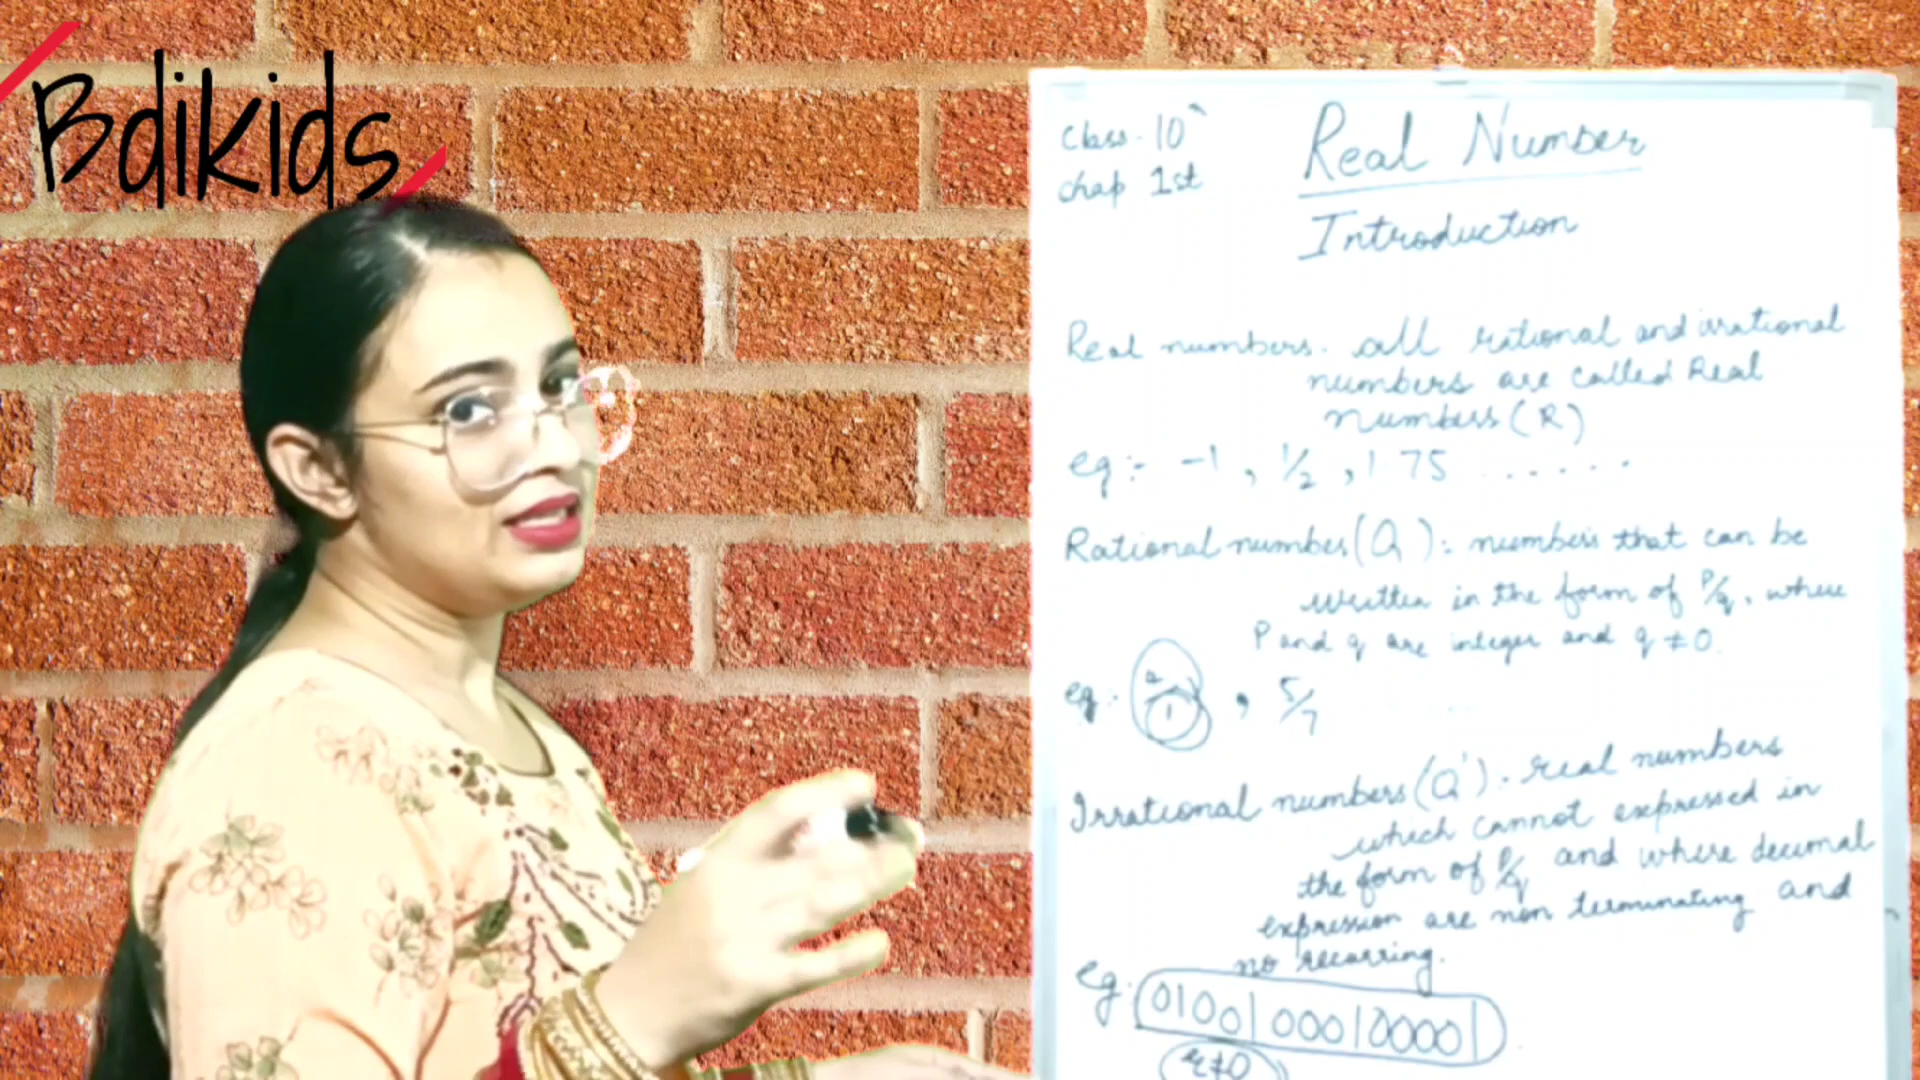 Bdikids
Class - 10
Chap 1st
Real Number
Introduction
Real numbers - all rational and irrational
numbers are called Real
numbers (R)
eg :- -1 , 1/2 , 1.75 ......
Rational number (Q) : numbers that can be
written in the form of P/q, where
P and q are integer and q ≠ 0.
eg : 2/1 , 5/7
Irrational numbers (Q') - real numbers
which cannot expressed in
the form of P/q and where decimal
expression are non terminating and
no recurring.
eg. 01001000100001